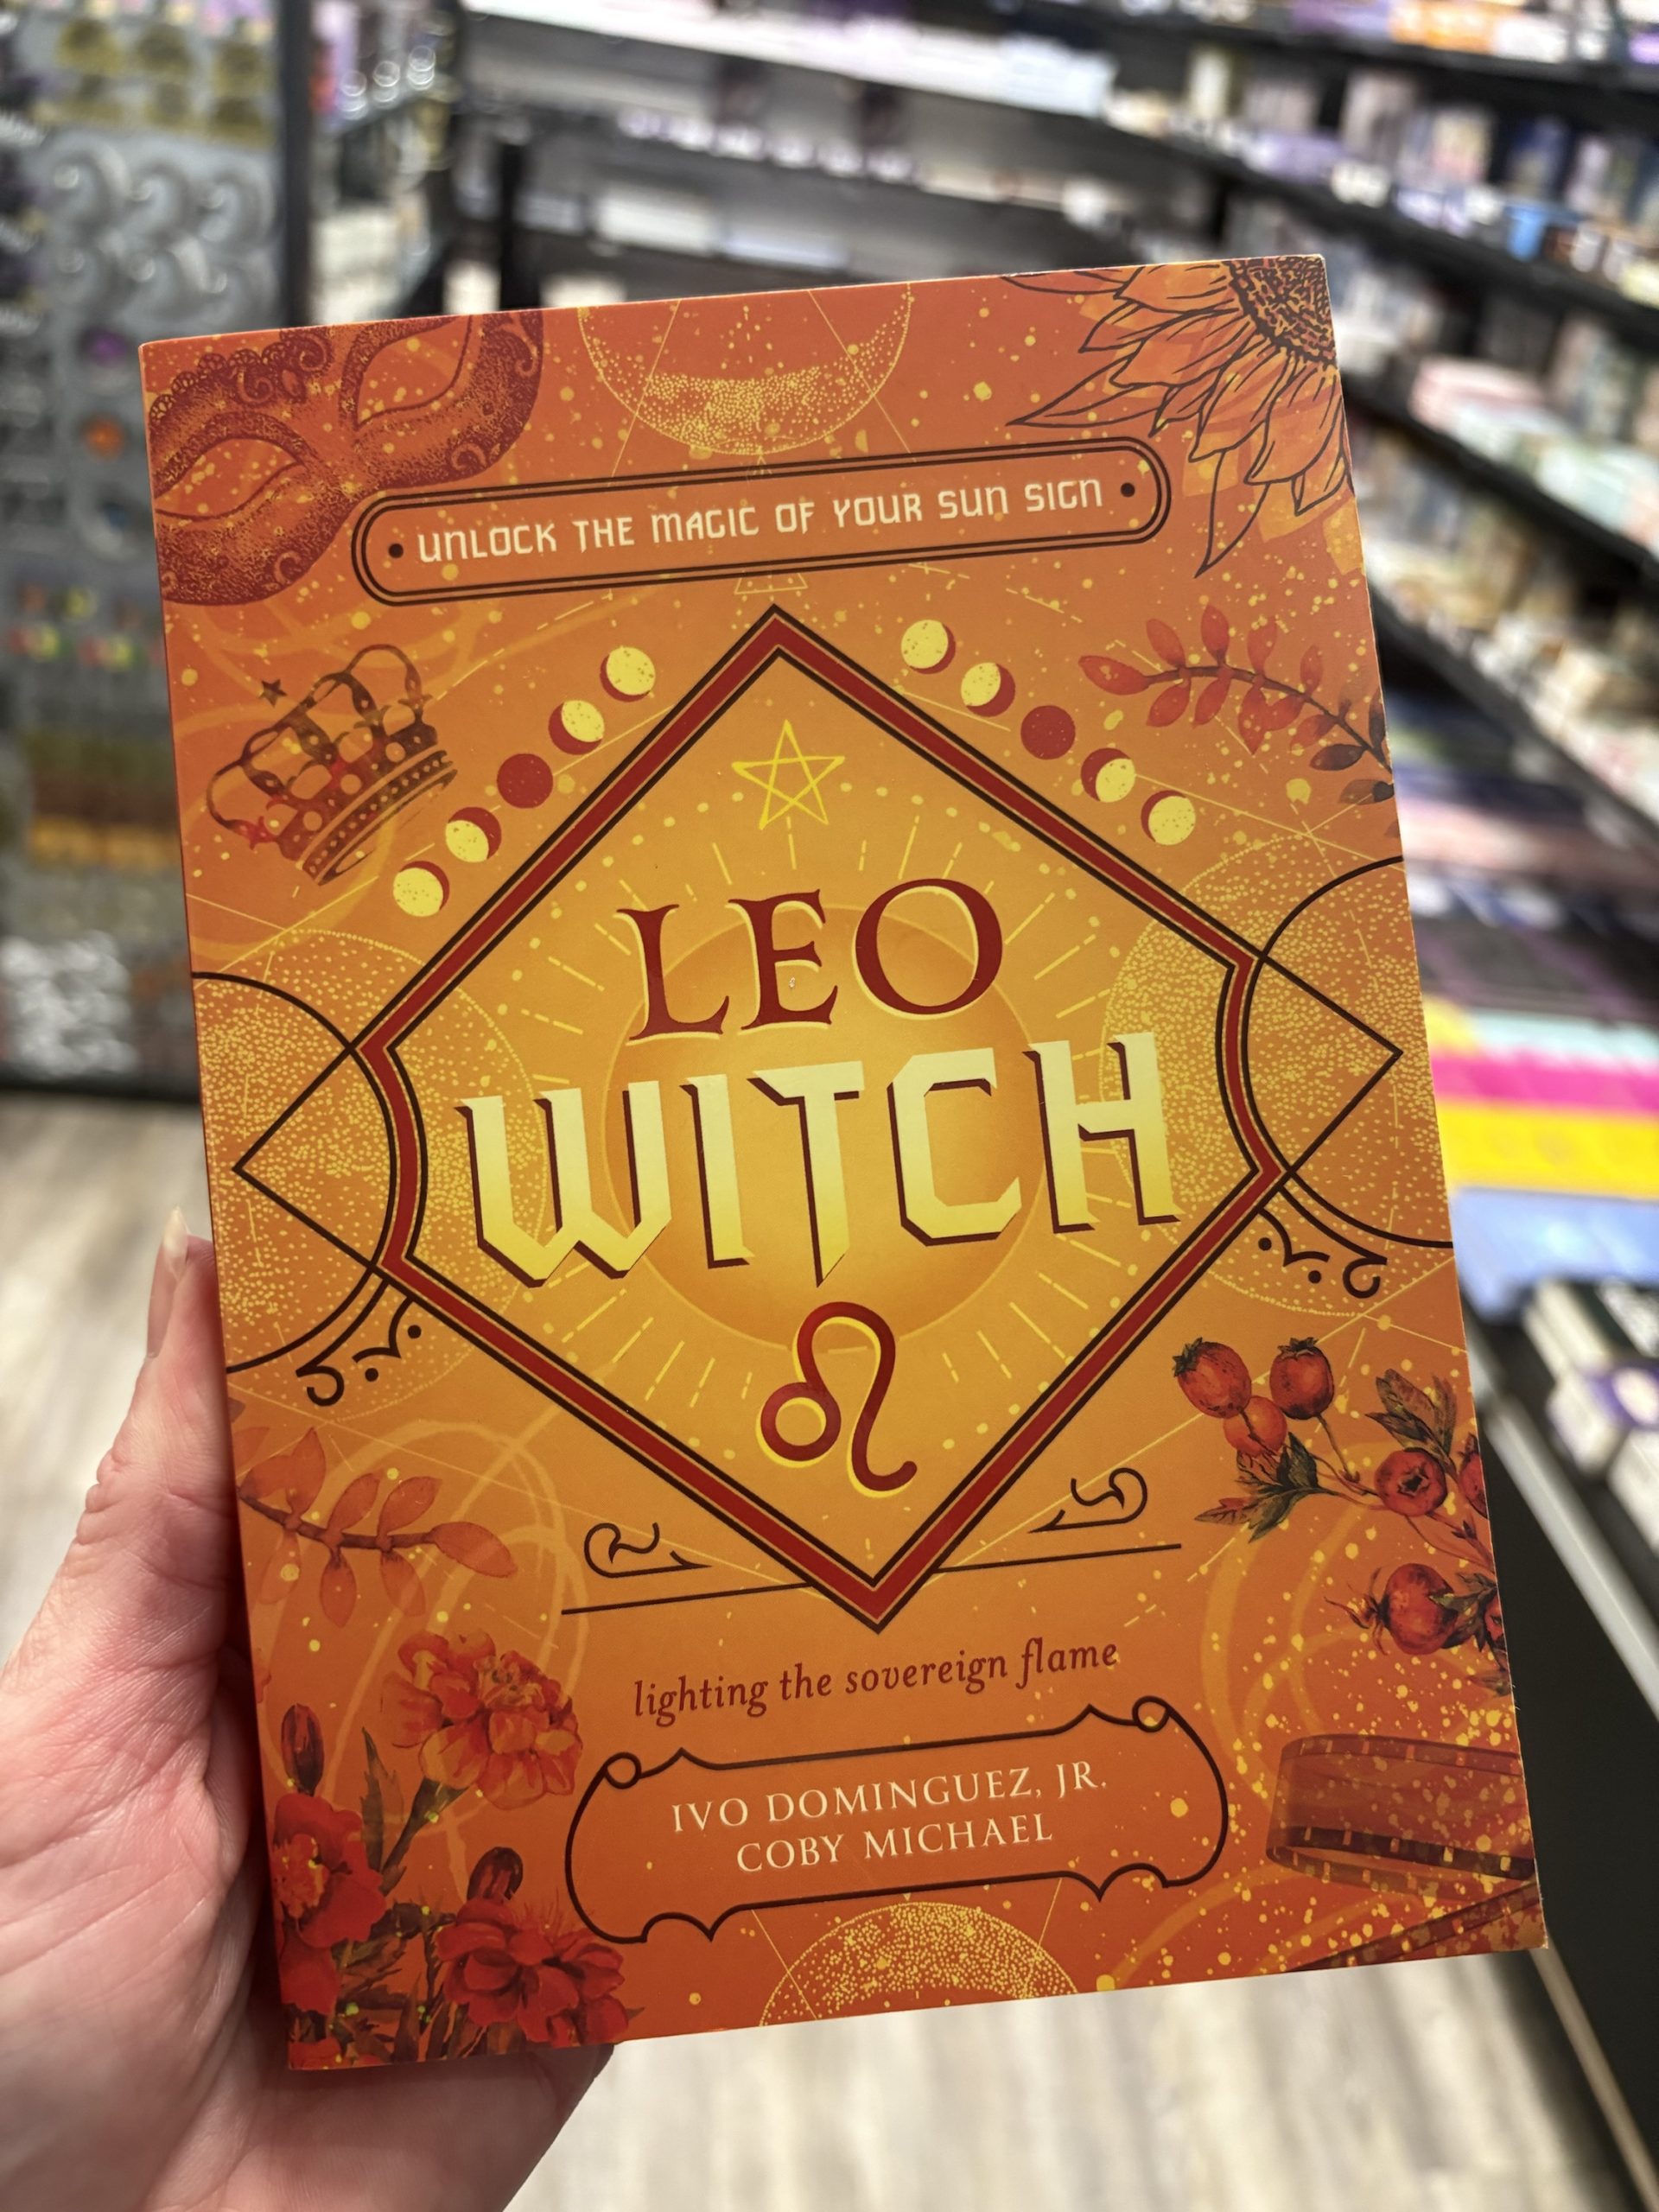 UNLOCK THE MAGIC OF YOUR SUN SIGN
LEO
WITCH
lighting the sovereign flame
IVO DOMINGUEZ, JR.
COBY MICHAEL